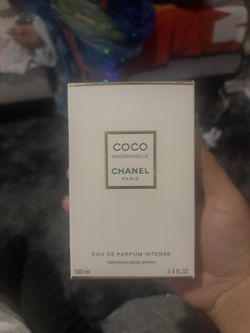 COCO
MADEMOISELLE
CHANEL
PARIS
EAU DE PARFUM INTENSE
VAPORISATEUR SPRAY
100 ml
3.4 FL.OZ